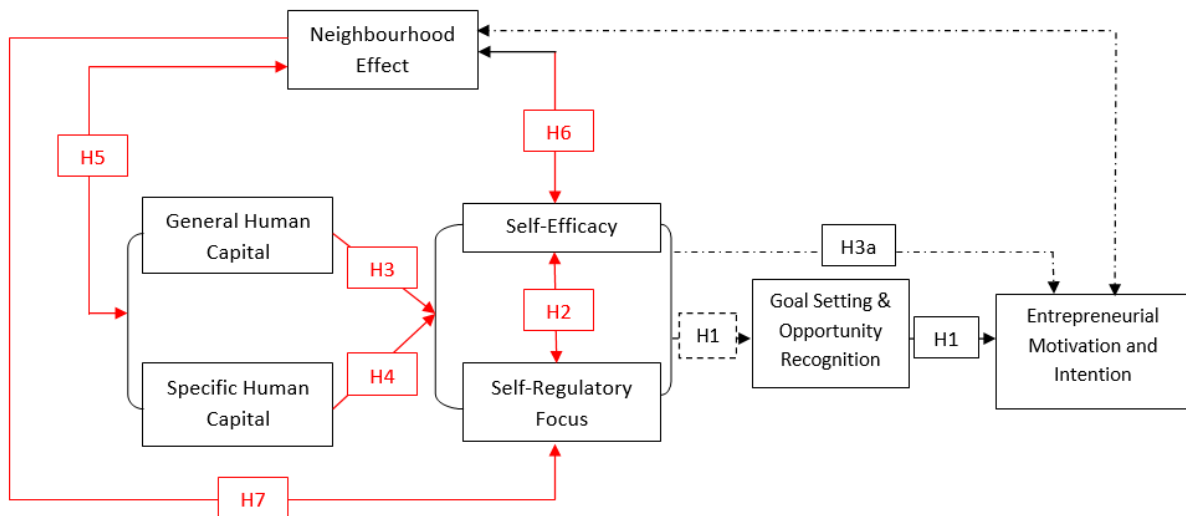 Neighbourhood
Effect
H6
H5
General Human
Capital
Self-Efficacy
H3
H3a
H2
Goal Setting &
Opportunity
Recognition
H1
H1
Entrepreneurial
Motivation and
Intention
H4
Specific Human
Capital
Self-Regulatory
Focus
H7